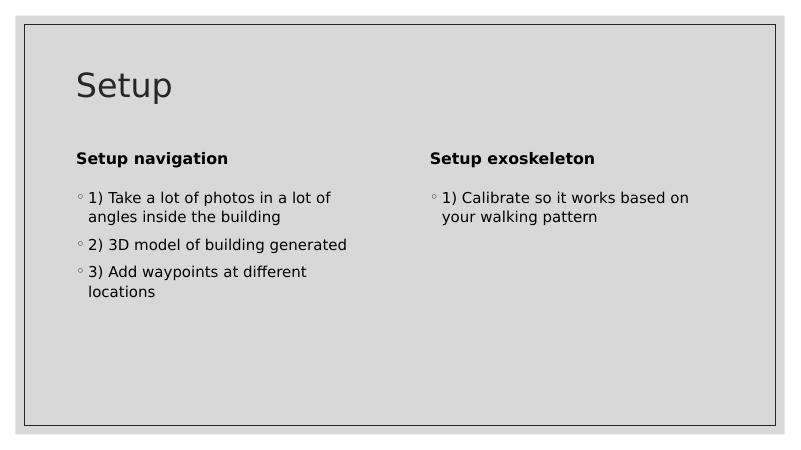 Setup
Setup navigation
◦ 1) Take a lot of photos in a lot of
angles inside the building
◦ 2) 3D model of building generated
◦ 3) Add waypoints at different
locations
Setup exoskeleton
◦ 1) Calibrate so it works based on
your walking pattern